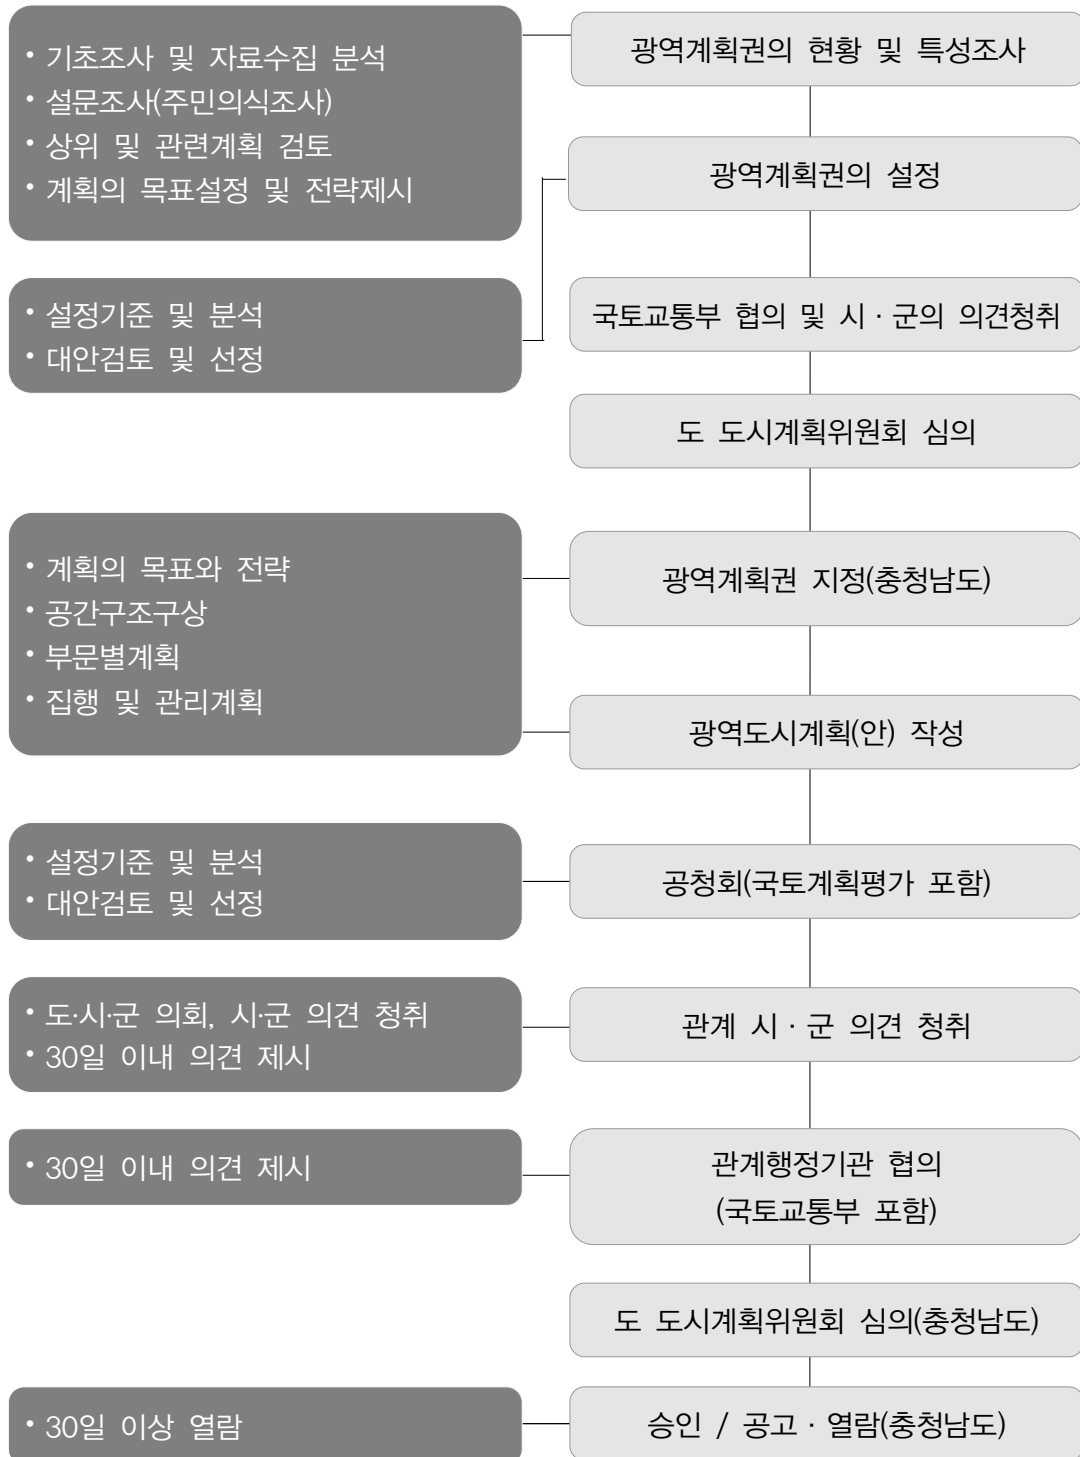 • 기초조사 및 자료수집 분석
• 설문조사(주민의식조사)
• 상위 및 관련계획 검토
• 계획의 목표설정 및 전략제시
광역계획권의 현황 및 특성조사
광역계획권의 설정
• 설정기준 및 분석
• 대안검토 및 선정
국토교통부 협의 및 시 · 군의 의견청취
도 도시계획위원회 심의
• 계획의 목표와 전략
• 공간구조구상
• 부문별계획
• 집행 및 관리계획
광역계획권 지정(충청남도)
광역도시계획(안) 작성
• 설정기준 및 분석
• 대안검토 및 선정
공청회(국토계획평가 포함)
• 도·시·군 의회, 시·군 의견 청취
• 30일 이내 의견 제시
관계 시 · 군 의견 청취
• 30일 이내 의견 제시
관계행정기관 협의
(국토교통부 포함)
도 도시계획위원회 심의(충청남도)
• 30일 이상 열람
승인 / 공고 · 열람(충청남도)